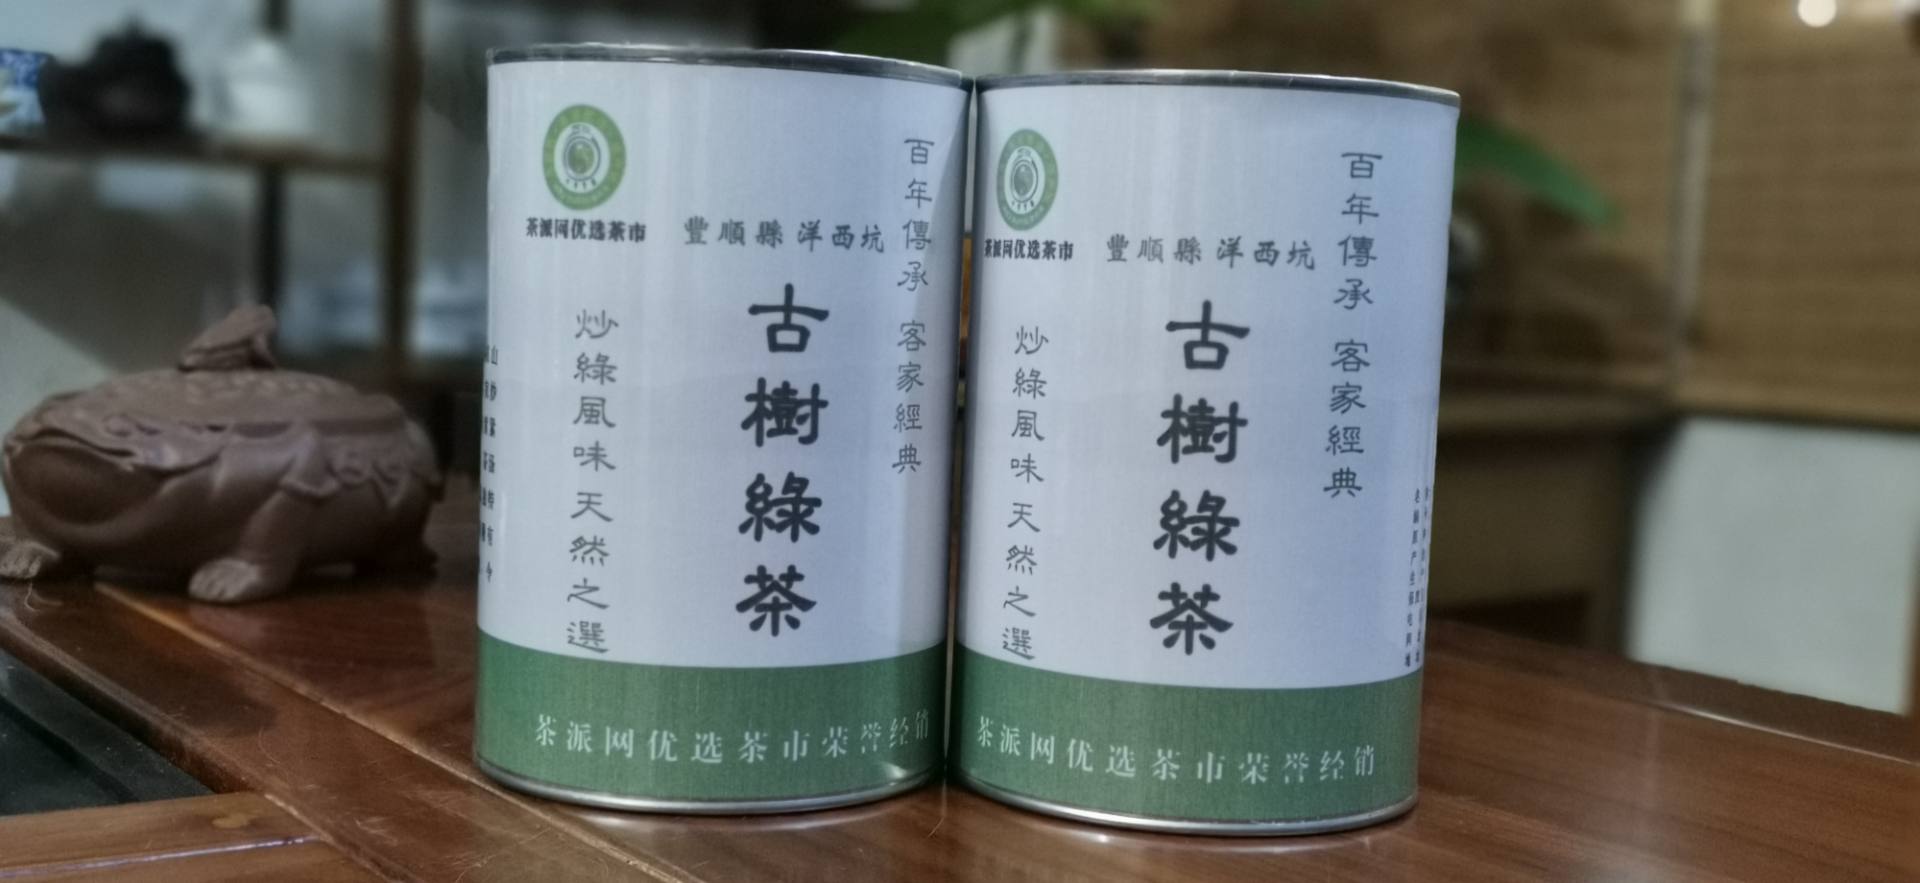 茶派网优选茶市
豐順縣 洋西坑
百年傳承 客家經典
古樹綠茶
炒綠風味 天然之選
茶派网优选茶市荣誉经销
茶派网优选茶市
豐順縣 洋西坑
百年傳承 客家經典
古樹綠茶
炒綠風味 天然之選
茶派网优选茶市荣誉经销